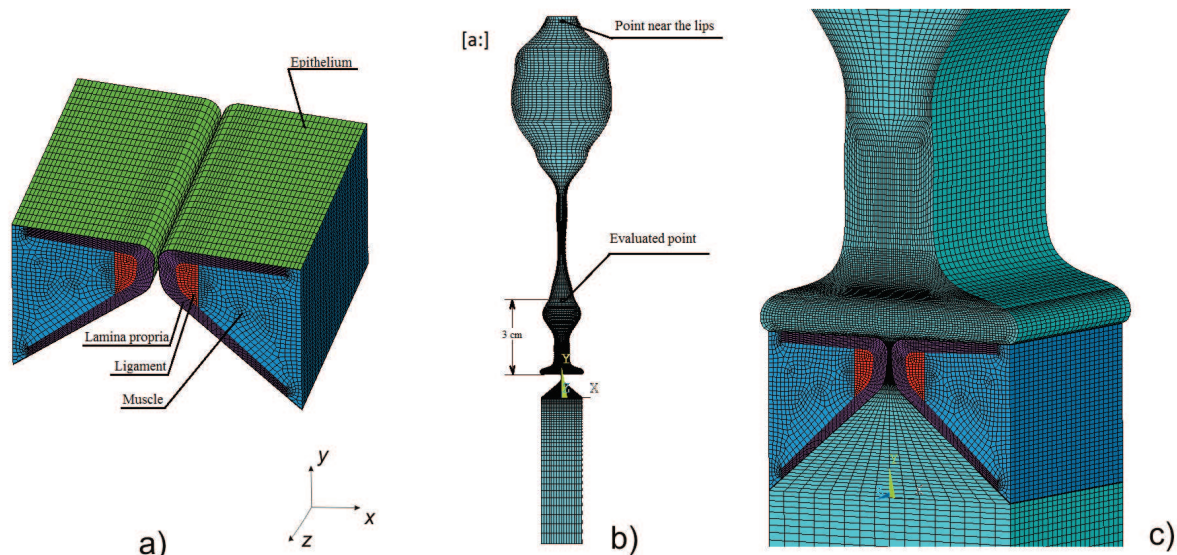 Epithelium
Lamina propria
Ligament
Muscle
y
x
z
a)
[a:]
Point near the lips
Evaluated point
3 cm
Y
X
b)
c)